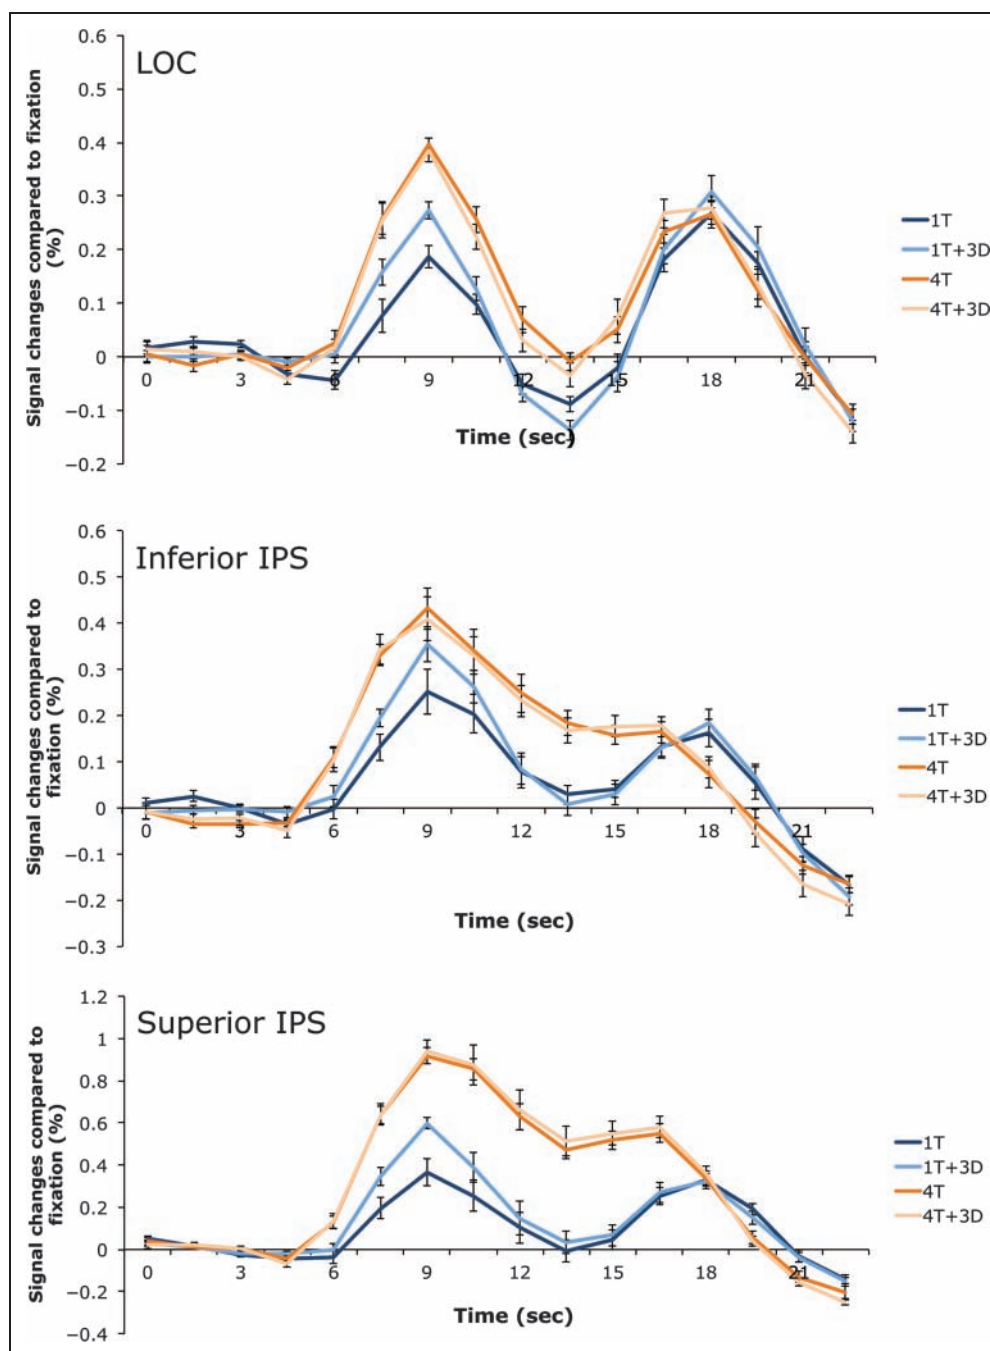 LOC
Signal changes compared to fixation
(%)
0.6
0.5
0.4
0.3
0.2
0.1
0
−0.1
−0.2
0 3 6 9 12 15 18 21
Time (sec)
1T
1T+3D
4T
4T+3D
Inferior IPS
Signal changes compared to
fixation (%)
0.6
0.5
0.4
0.3
0.2
0.1
0
−0.1
−0.2
−0.3
0 3 6 9 12 15 18 21
Time (sec)
1T
1T+3D
4T
4T+3D
Superior IPS
Signal changes compared to
fixation (%)
1.2
1
0.8
0.6
0.4
0.2
0
−0.2
−0.4
0 3 6 9 12 15 18 21
Time (sec)
1T
1T+3D
4T
4T+3D